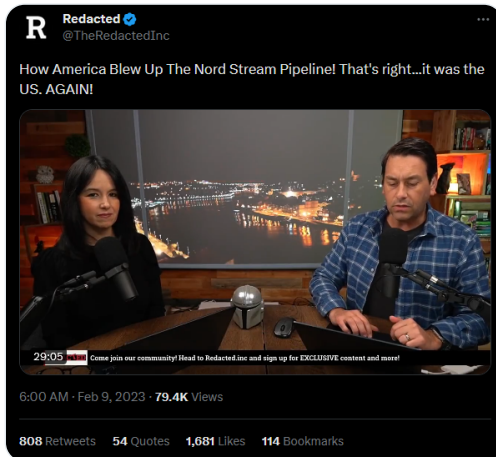 R
Redacted
@TheRedactedInc
How America Blew Up The Nord Stream Pipeline! That's right...it was the
US. AGAIN!
29:05
Come join our community! Head to Redacted.inc and sign up for EXCLUSIVE content and more!
6:00 AM · Feb 9, 2023 · 79.4K Views
808 Retweets 54 Quotes 1,681 Likes 114 Bookmarks